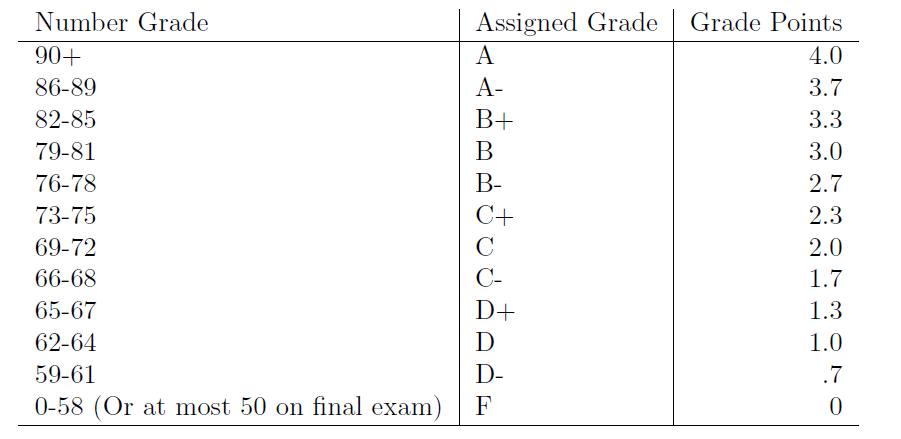 Number Grade Assigned Grade Grade Points
90+ A 4.0
86-89 A- 3.7
82-85 B+ 3.3
79-81 B 3.0
76-78 B- 2.7
73-75 C+ 2.3
69-72 C 2.0
66-68 C- 1.7
65-67 D+ 1.3
62-64 D 1.0
59-61 D- .7
0-58 (Or at most 50 on final exam) F 0